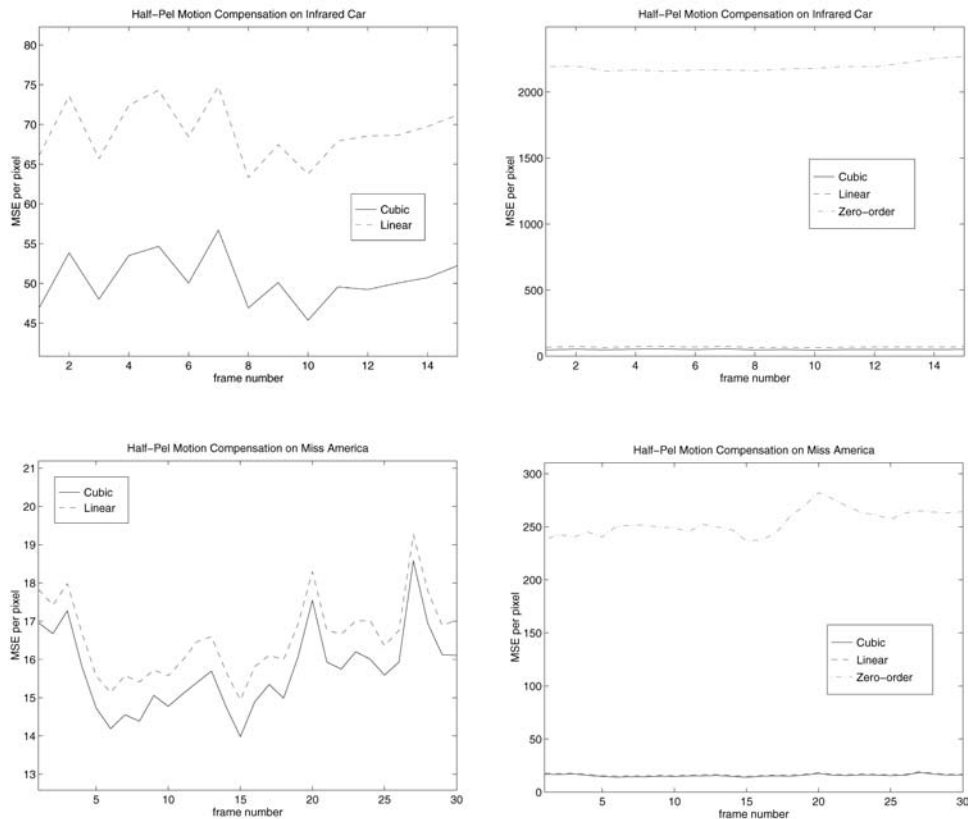 Half-Pel Motion Compensation on Infrared Car
80
75
70
65
60
55
50
45
MSE per pixel
Cubic
Linear
2 4 6 8 10 12 14
frame number
Half-Pel Motion Compensation on Infrared Car
2000
1500
1000
500
0
MSE per pixel
Cubic
Linear
Zero-order
2 4 6 8 10 12 14
frame number
Half-Pel Motion Compensation on Miss America
21
20
19
18
17
16
15
14
13
MSE per pixel
Cubic
Linear
5 10 15 20 25 30
frame number
Half-Pel Motion Compensation on Miss America
300
250
200
150
100
50
0
MSE per pixel
Cubic
Linear
Zero-order
5 10 15 20 25 30
frame number